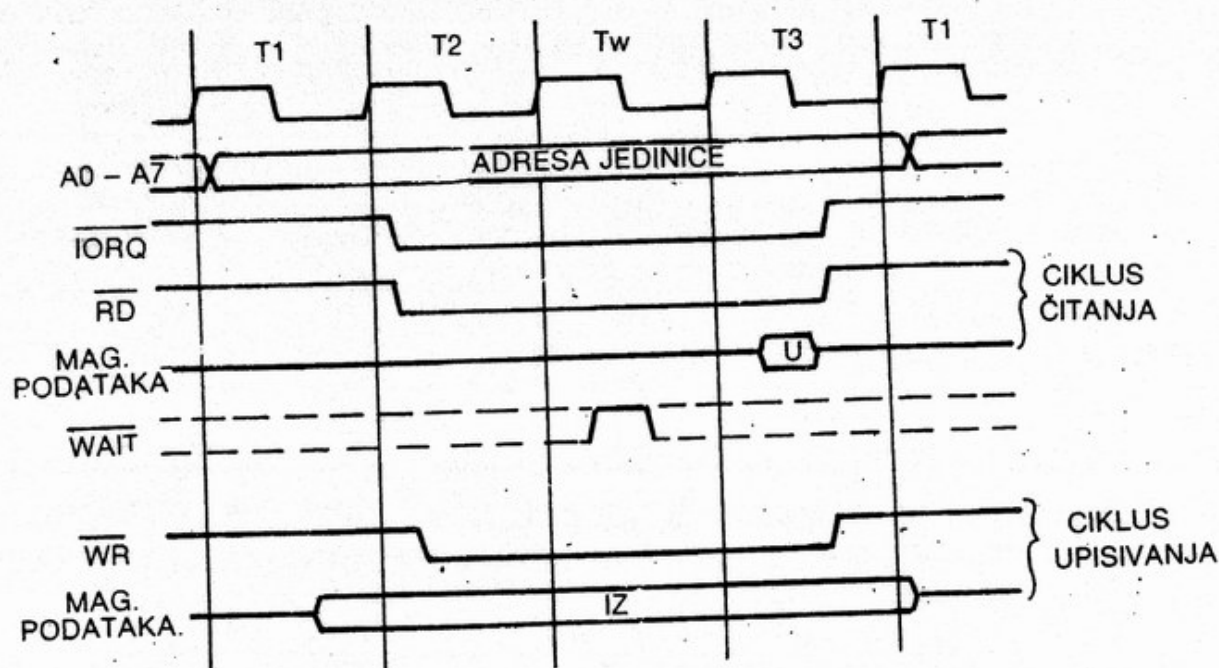 T1 T2 Tw T3 T1
A0 – A7 ADRESA JEDINICE
IORQ
RD
CIKLUS
ČITANJA
MAG.
PODATAKA
U
WAIT
WR
CIKLUS
UPISIVANJA
MAG.
PODATAKA.
IZ